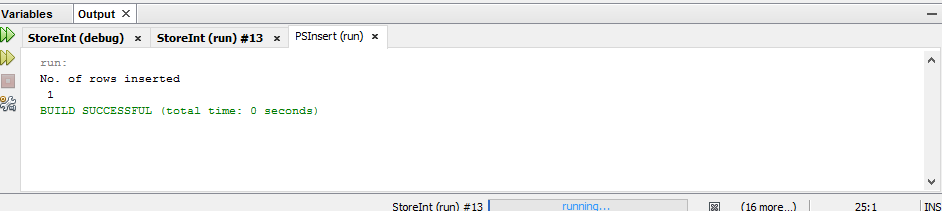 Variables Output
StoreInt (debug) StoreInt (run) #13 PSInsert (run)
run:
No. of rows inserted
1
BUILD SUCCESSFUL (total time: 0 seconds)
StoreInt (run) #13 running... (16 more...) 25:1 INS